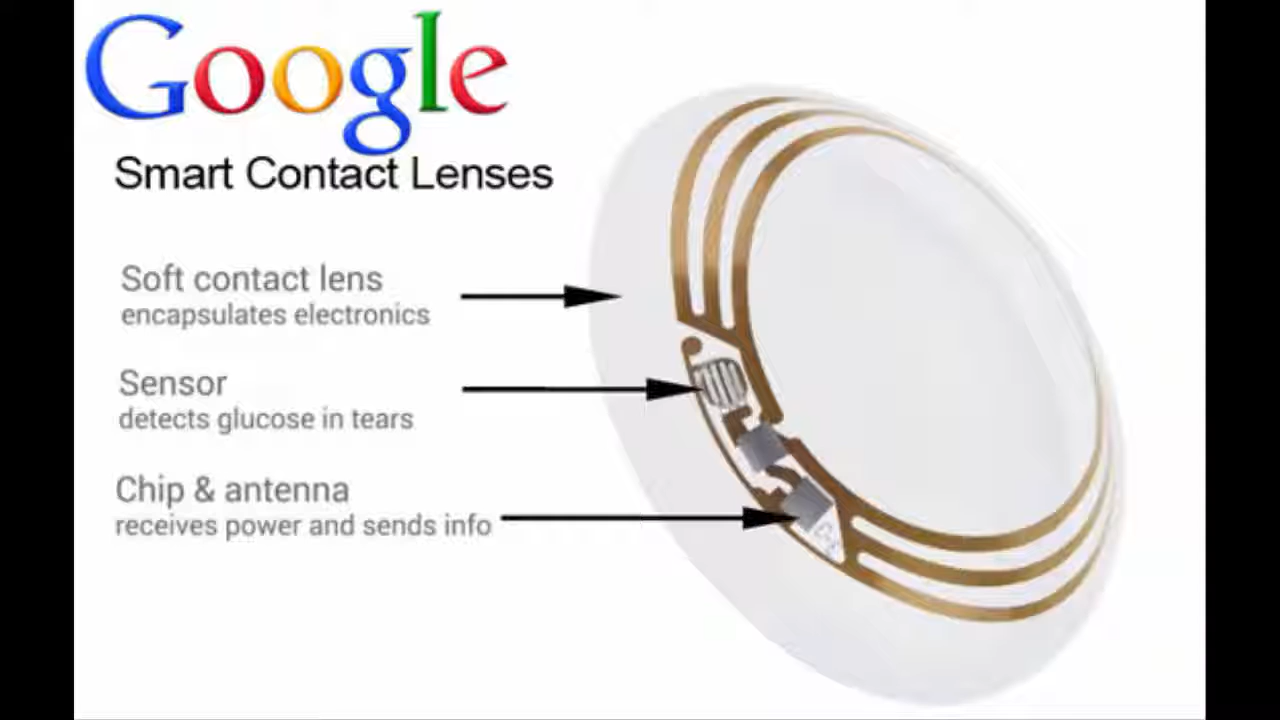 Google
Smart Contact Lenses
Soft contact lens
encapsulates electronics
Sensor
detects glucose in tears
Chip & antenna
receives power and sends info